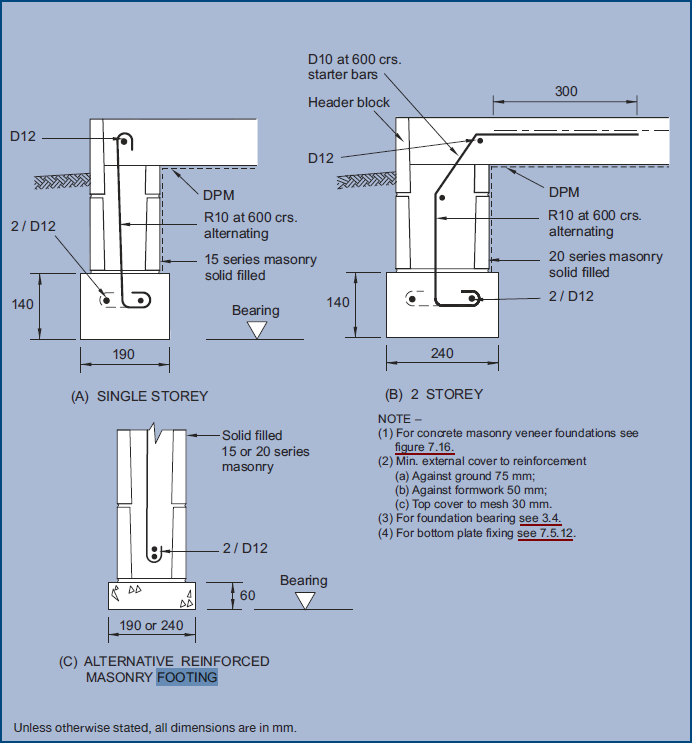 D10 at 600 crs.
starter bars
Header block
300
D12
D12
DPM
DPM
R10 at 600 crs.
alternating
R10 at 600 crs.
alternating
2 / D12
15 series masonry
solid filled
20 series masonry
solid filled
2 / D12
140
Bearing
140
190
240
(A) SINGLE STOREY
(B) 2 STOREY
Solid filled
15 or 20 series
masonry
2 / D12
Bearing
60
190 or 240
(C) ALTERNATIVE REINFORCED
MASONRY FOOTING
NOTE –
(1) For concrete masonry veneer foundations see
figure 7.16.
(2) Min. external cover to reinforcement
(a) Against ground 75 mm;
(b) Against formwork 50 mm;
(c) Top cover to mesh 30 mm.
(3) For foundation bearing see 3.4.
(4) For bottom plate fixing see 7.5.12.
Unless otherwise stated, all dimensions are in mm.